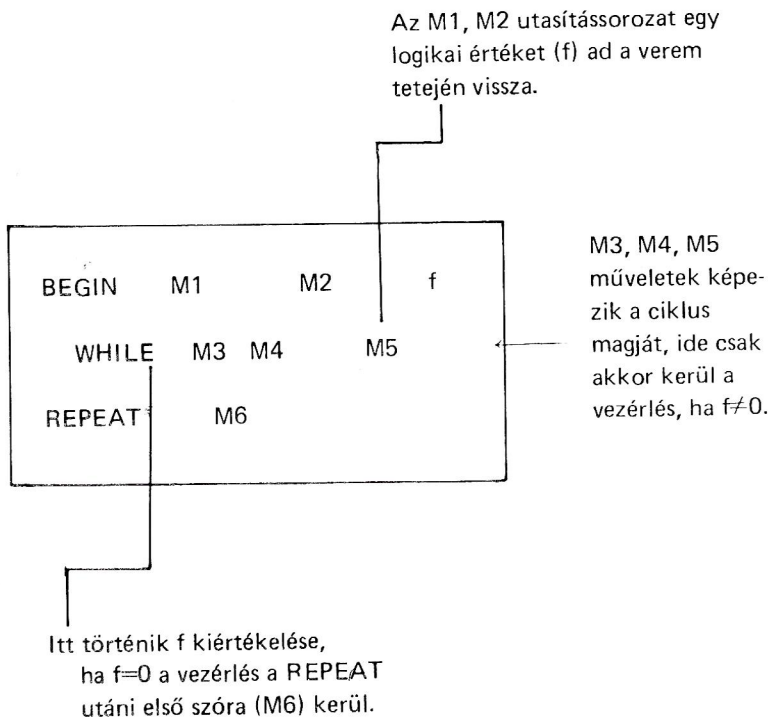 Az M1, M2 utasítássorozat egy
logikai értéket (f) ad a verem
tetején vissza.
BEGIN M1 M2 f
WHILE M3 M4 M5
REPEAT M6
M3, M4, M5
műveletek képe-
zik a ciklus
magját, ide csak
akkor kerül a
vezérlés, ha f≠0.
Itt történik f kiértékelése,
ha f=0 a vezérlés a REPEAT
utáni első szóra (M6) kerül.